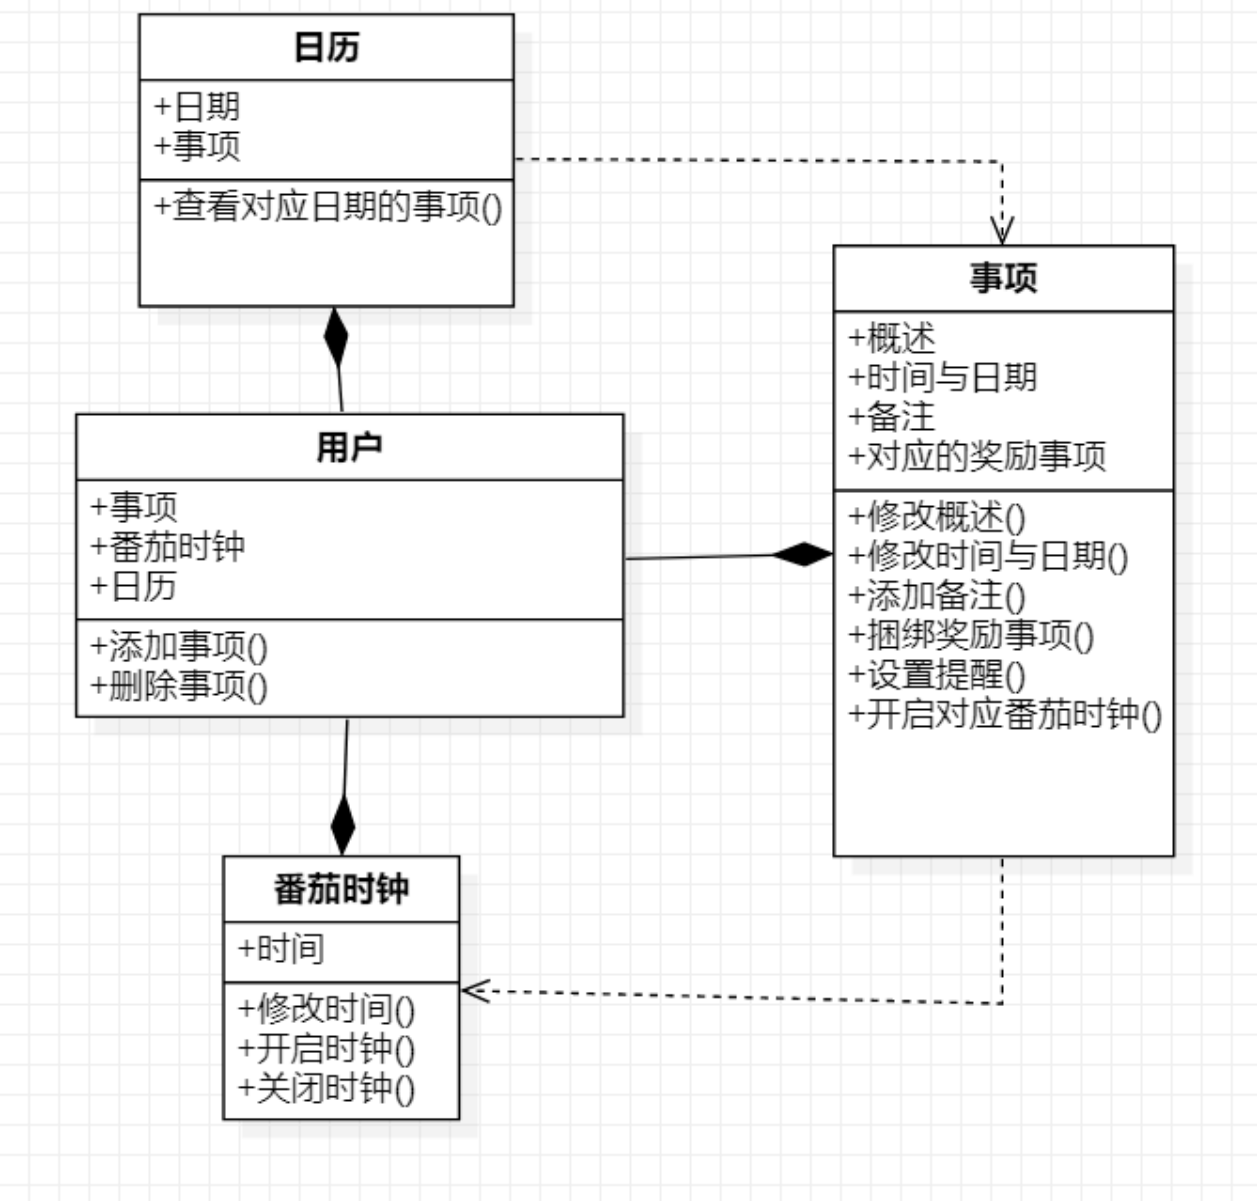 日历
+日期
+事项
+查看对应日期的事项()
事项
+概述
+时间与日期
+备注
+对应的奖励事项
+修改概述()
+修改时间与日期()
+添加备注()
+捆绑奖励事项()
+设置提醒()
+开启对应番茄时钟()
用户
+事项
+番茄时钟
+日历
+添加事项()
+删除事项()
番茄时钟
+时间
+修改时间()
+开启时钟()
+关闭时钟()